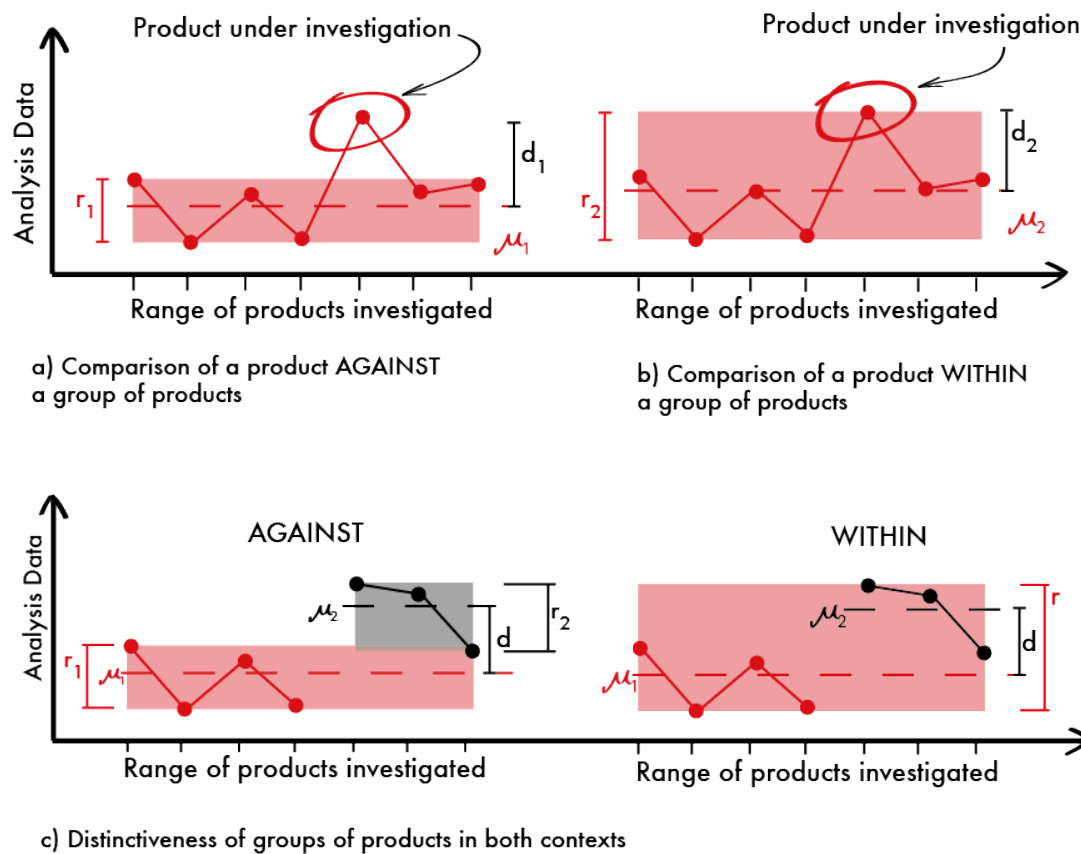 Product under investigation
Product under investigation
Analysis Data
r1
d1
μ1
r2
d2
μ2
Range of products investigated
Range of products investigated
a) Comparison of a product AGAINST
a group of products
b) Comparison of a product WITHIN
a group of products
Analysis Data
AGAINST
WITHIN
r1
μ1
μ2
d
r2
μ1
μ2
d
r
Range of products investigated
Range of products investigated
c) Distinctiveness of groups of products in both contexts